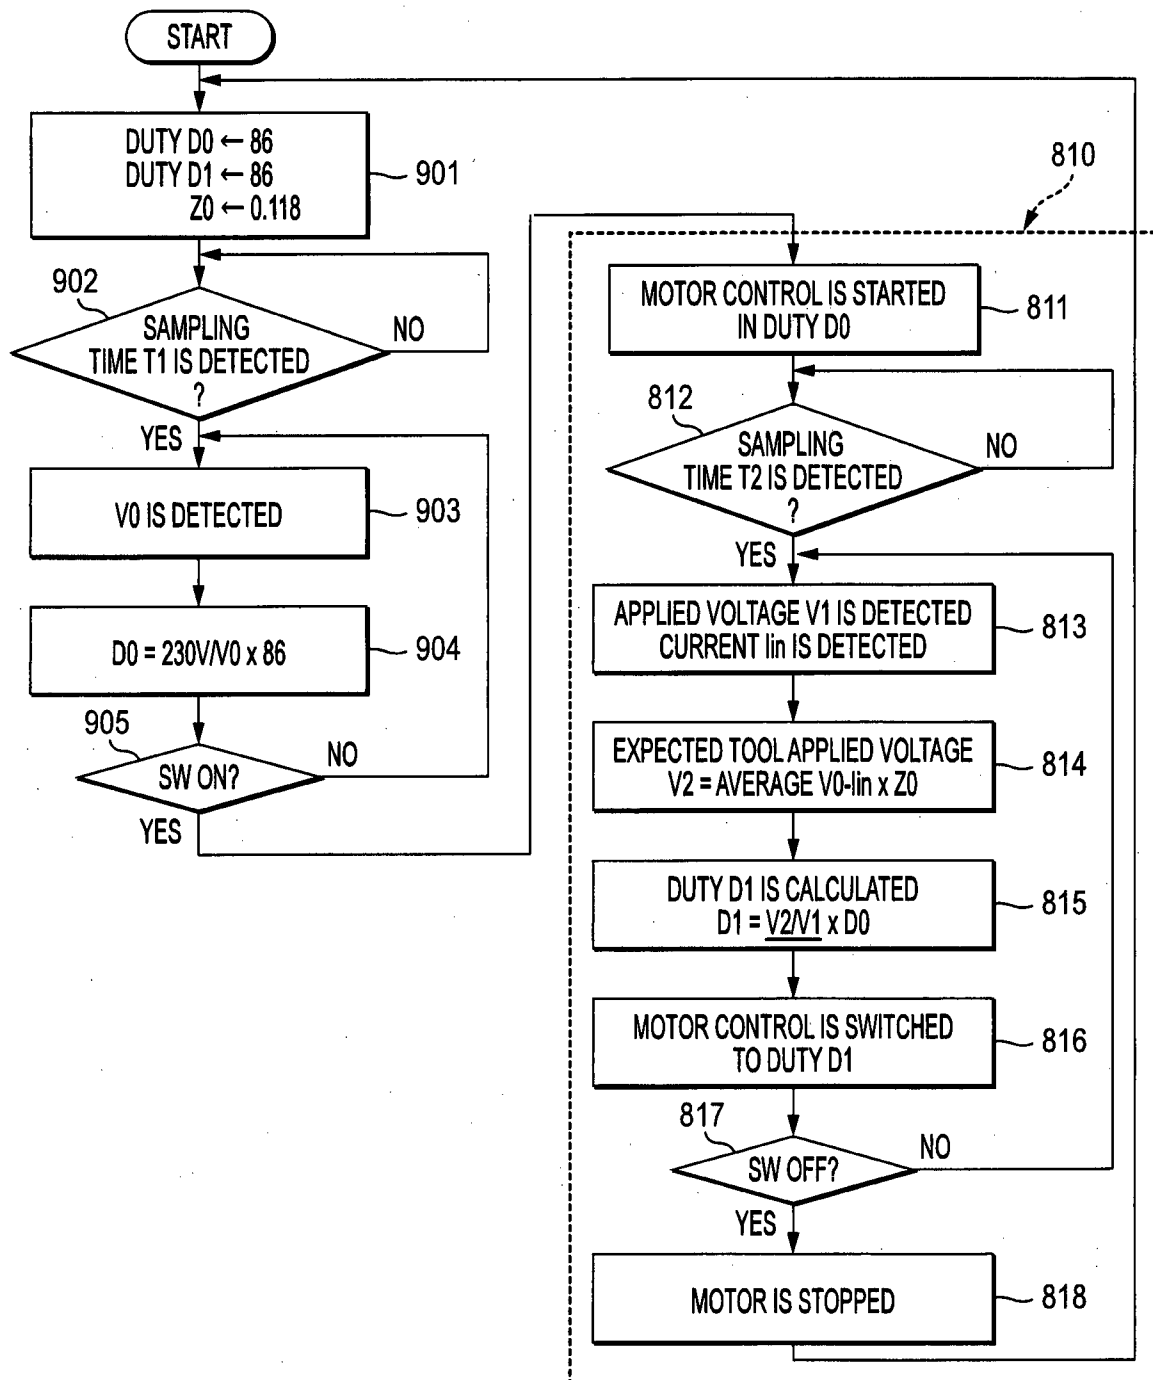 START
DUTY D0 ← 86
DUTY D1 ← 86
Z0 ← 0.118
901
902
SAMPLING
TIME T1 IS DETECTED
?
NO
YES
V0 IS DETECTED
903
D0 = 230V/V0 x 86
904
905
SW ON?
NO
YES
810
MOTOR CONTROL IS STARTED
IN DUTY D0
811
812
SAMPLING
TIME T2 IS DETECTED
?
NO
YES
APPLIED VOLTAGE V1 IS DETECTED
CURRENT Iin IS DETECTED
813
EXPECTED TOOL APPLIED VOLTAGE
V2 = AVERAGE V0-Iin x Z0
814
DUTY D1 IS CALCULATED
D1 = V2/V1 x D0
815
MOTOR CONTROL IS SWITCHED
TO DUTY D1
816
817
SW OFF?
NO
YES
MOTOR IS STOPPED
818